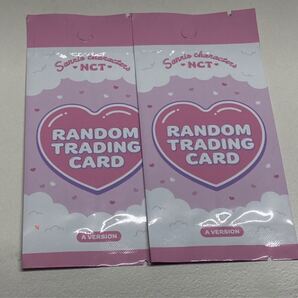 Sanrio characters
NCT
RANDOM
TRADING
CARD
A VERSION
Sanrio characters
NCT
RANDOM
TRADING
CARD
A VERSION